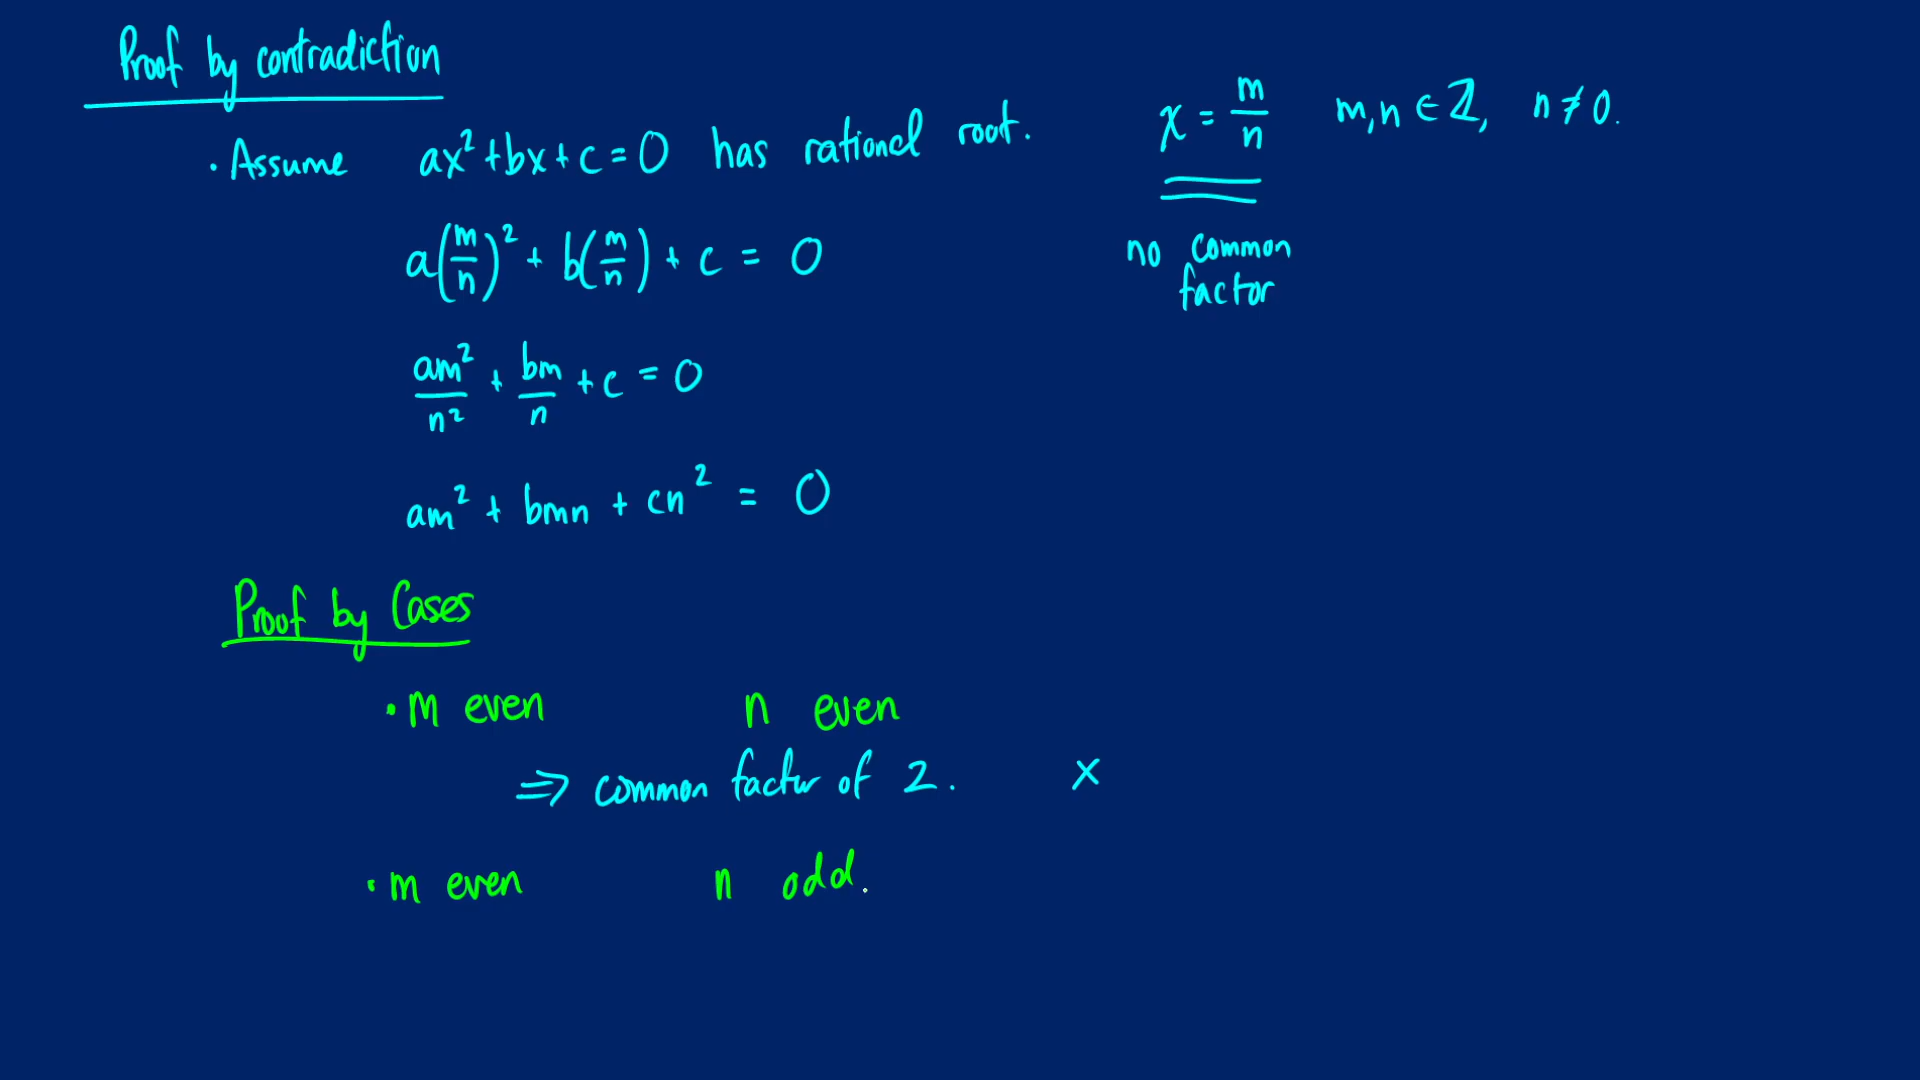 Proof by contradiction
· Assume ax² + bx + c = 0 has rational root. x = m/n m, n ∈ ℤ, n ≠ 0.
a(m/n)² + b(m/n) + c = 0
no common
factor
am²/n² + bm/n + c = 0
am² + bmn + cn² = 0
Proof by Cases
· m even n even
⇒ common factor of 2. x
· m even n odd.